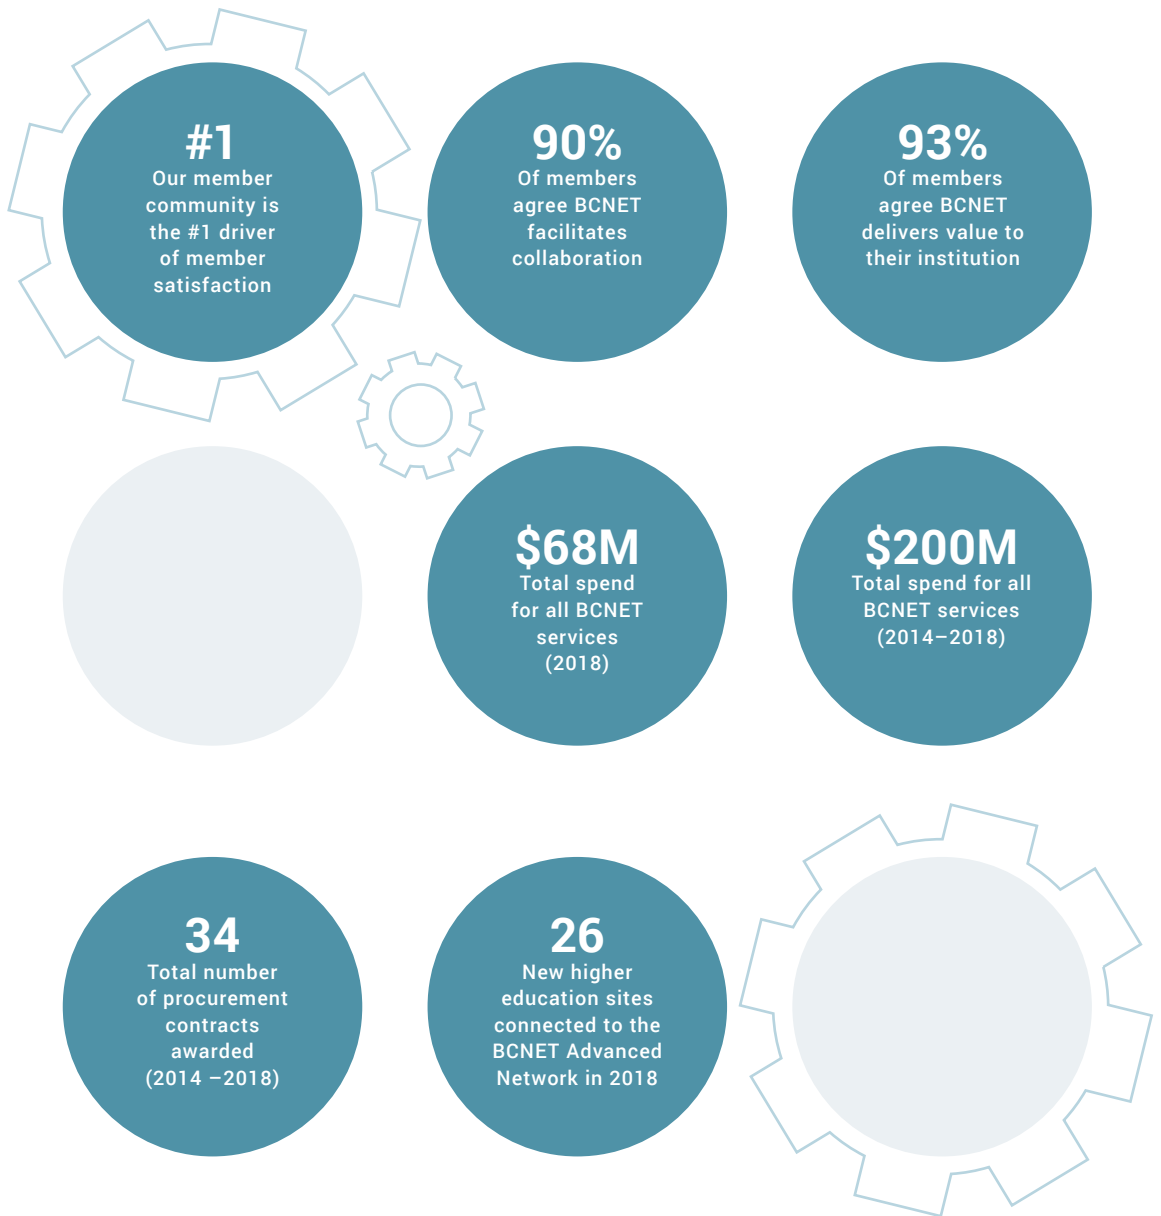 #1
Our member
community is
the #1 driver
of member
satisfaction
90%
Of members
agree BCNET
facilitates
collaboration
93%
Of members
agree BCNET
delivers value to
their institution
$68M
Total spend
for all BCNET
services
(2018)
$200M
Total spend for all
BCNET services
(2014–2018)
34
Total number
of procurement
contracts
awarded
(2014 –2018)
26
New higher
education sites
connected to the
BCNET Advanced
Network in 2018